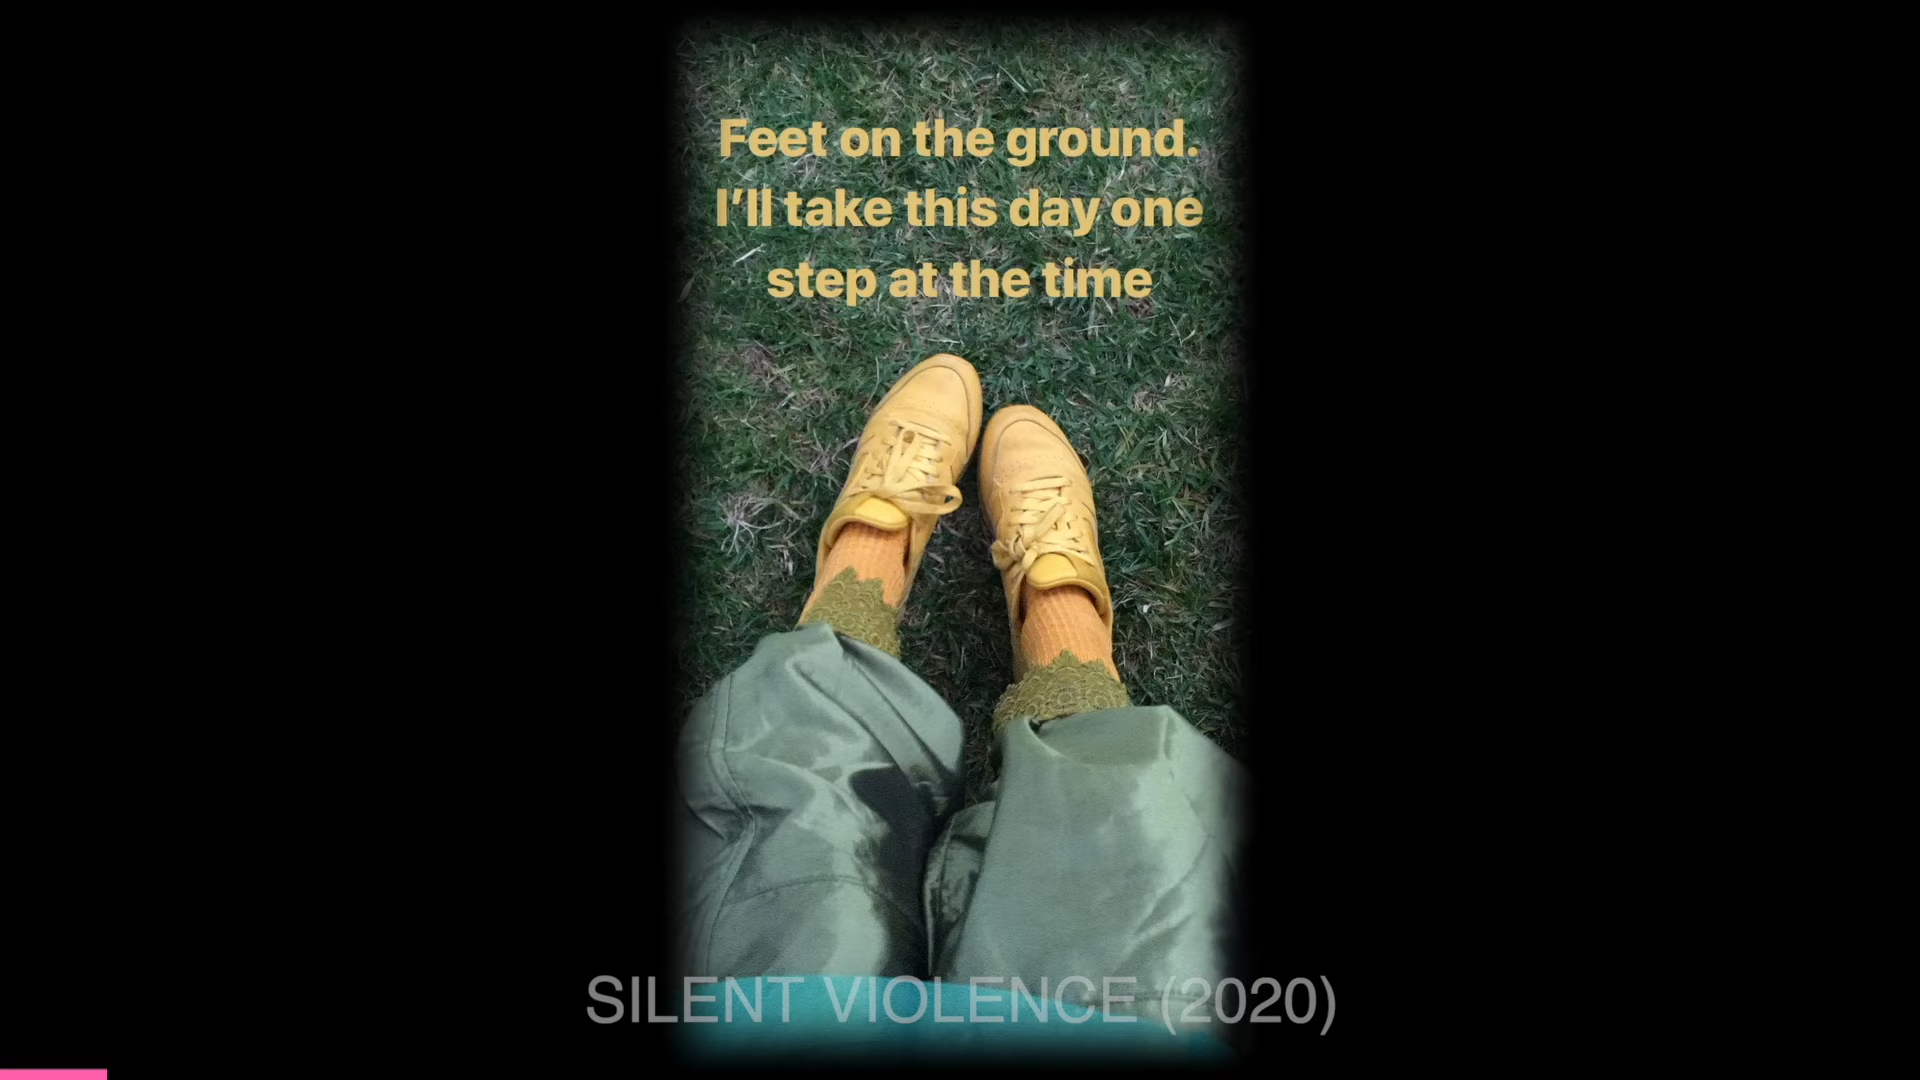 Feet on the ground.
I’ll take this day one
step at the time
SILENT VIOLENCE (2020)